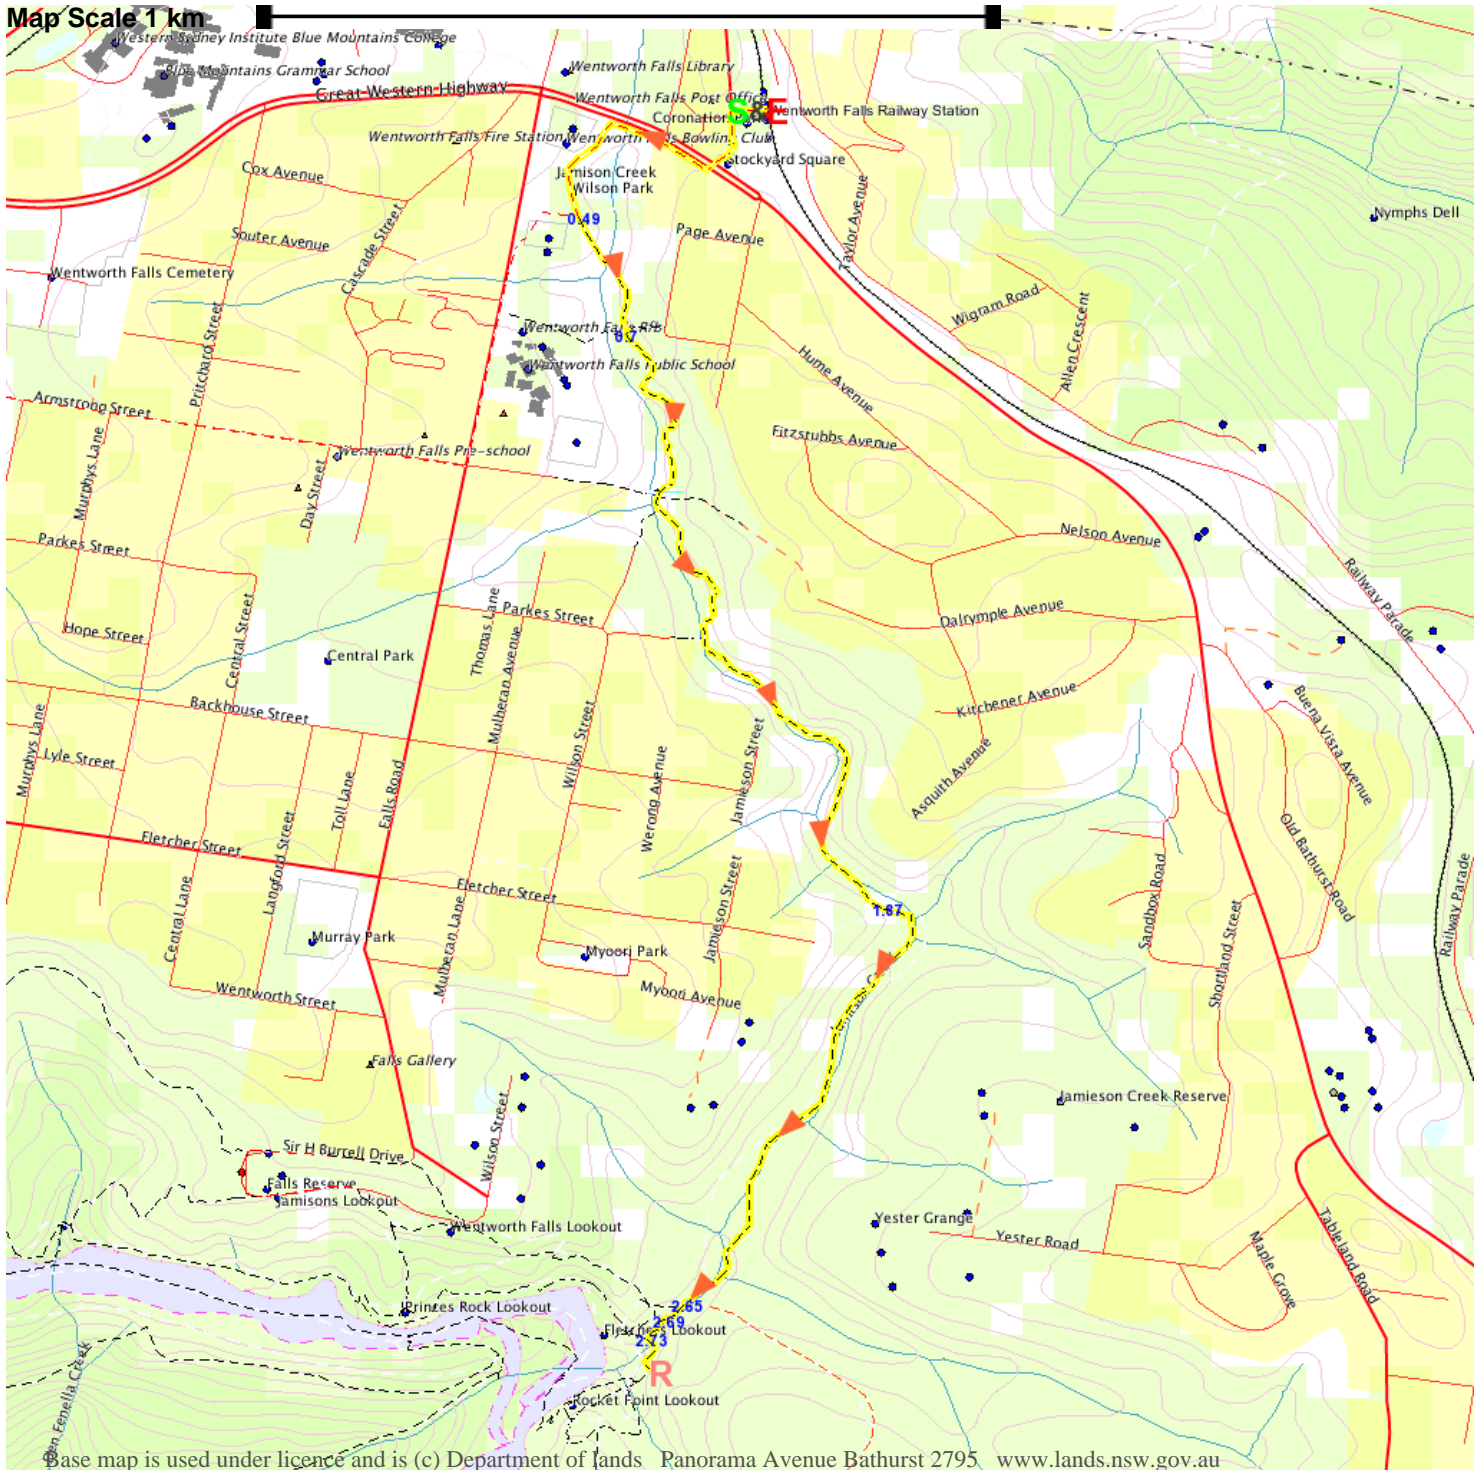 Map Scale 1 km
Western Sydney Institute Blue Mountains College
Blue Mountains Grammar School
Great Western Highway
Wentworth Falls Library
Wentworth Falls Post Office
S & E
Wentworth Falls Railway Station
Wentworth Falls Fire Station
Wentworth Falls Bowling Club
Stockyard Square
Cox Avenue
Jamison Creek
Wilson Park
0.49
Nymphs Dell
Souter Avenue
Cascade Street
Page Avenue
Taylor Avenue
Wentworth Falls Cemetery
Wigram Road
Allen Crescent
Pritchard Street
0.7
Wentworth Falls Public School
Hume Avenue
Armstrong Street
Murphys Lane
Fitzstubbs Avenue
Wentworth Falls Pre-school
Day Street
Nelson Avenue
Parkes Street
Railway Parade
Central Street
Thomas Lane
Parkes Street
Dalrymple Avenue
Hope Street
Central Park
Mulheran Avenue
Kitchener Avenue
Backhouse Street
Buena Vista Avenue
Murphys Lane
Lyle Street
Wilson Street
Jamieson Street
Werong Avenue
Asquith Avenue
Toll Lane
Falls Road
Fletcher Street
Langford Street
Old Bathurst Road
Fletcher Street
1.87
Central Lane
Jamieson Street
Sandbox Road
Shortland Street
Railway Parade
Murray Park
Mulheran Lane
Myoori Park
Wentworth Street
Myoori Avenue
Falls Gallery
Jamieson Creek Reserve
Wilson Street
Sir H Burrell Drive
Falls Reserve
Jamisons Lookout
Wentworth Falls Lookout
Yester Grange
Yester Road
Maple Grove
Tableland Road
Princes Rock Lookout
2.65
2.69
Fletchers Lookout
2.73
R
Rocket Point Lookout
Den Fenella Creek
Base map is used under licence and is (c) Department of lands Panorama Avenue Bathurst 2795 www.lands.nsw.gov.au